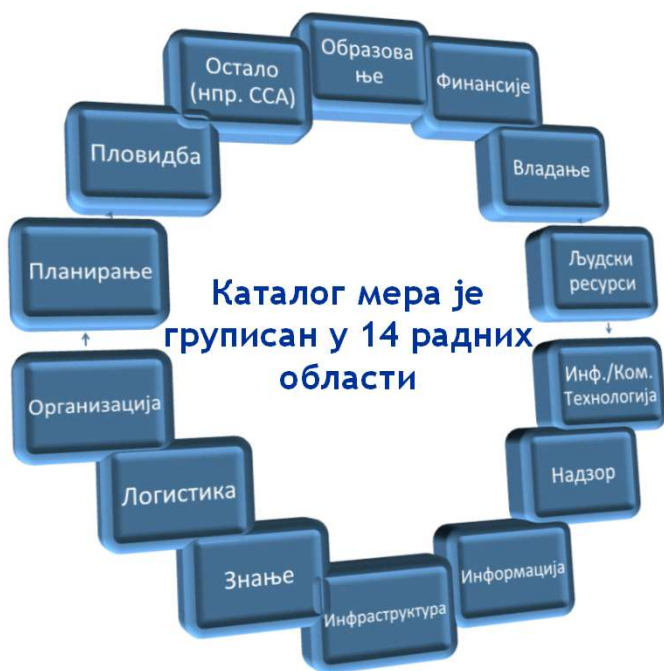 Образова
ње
Финансије
Владање
Људски
ресурси
Инф./Ком.
Технологија
Надзор
Информација
Инфраструктура
Знање
Логистика
Организација
Планирање
Пловидба
Остало
(нпр. ССА)
Каталог мера је
груписан у 14 радних
области